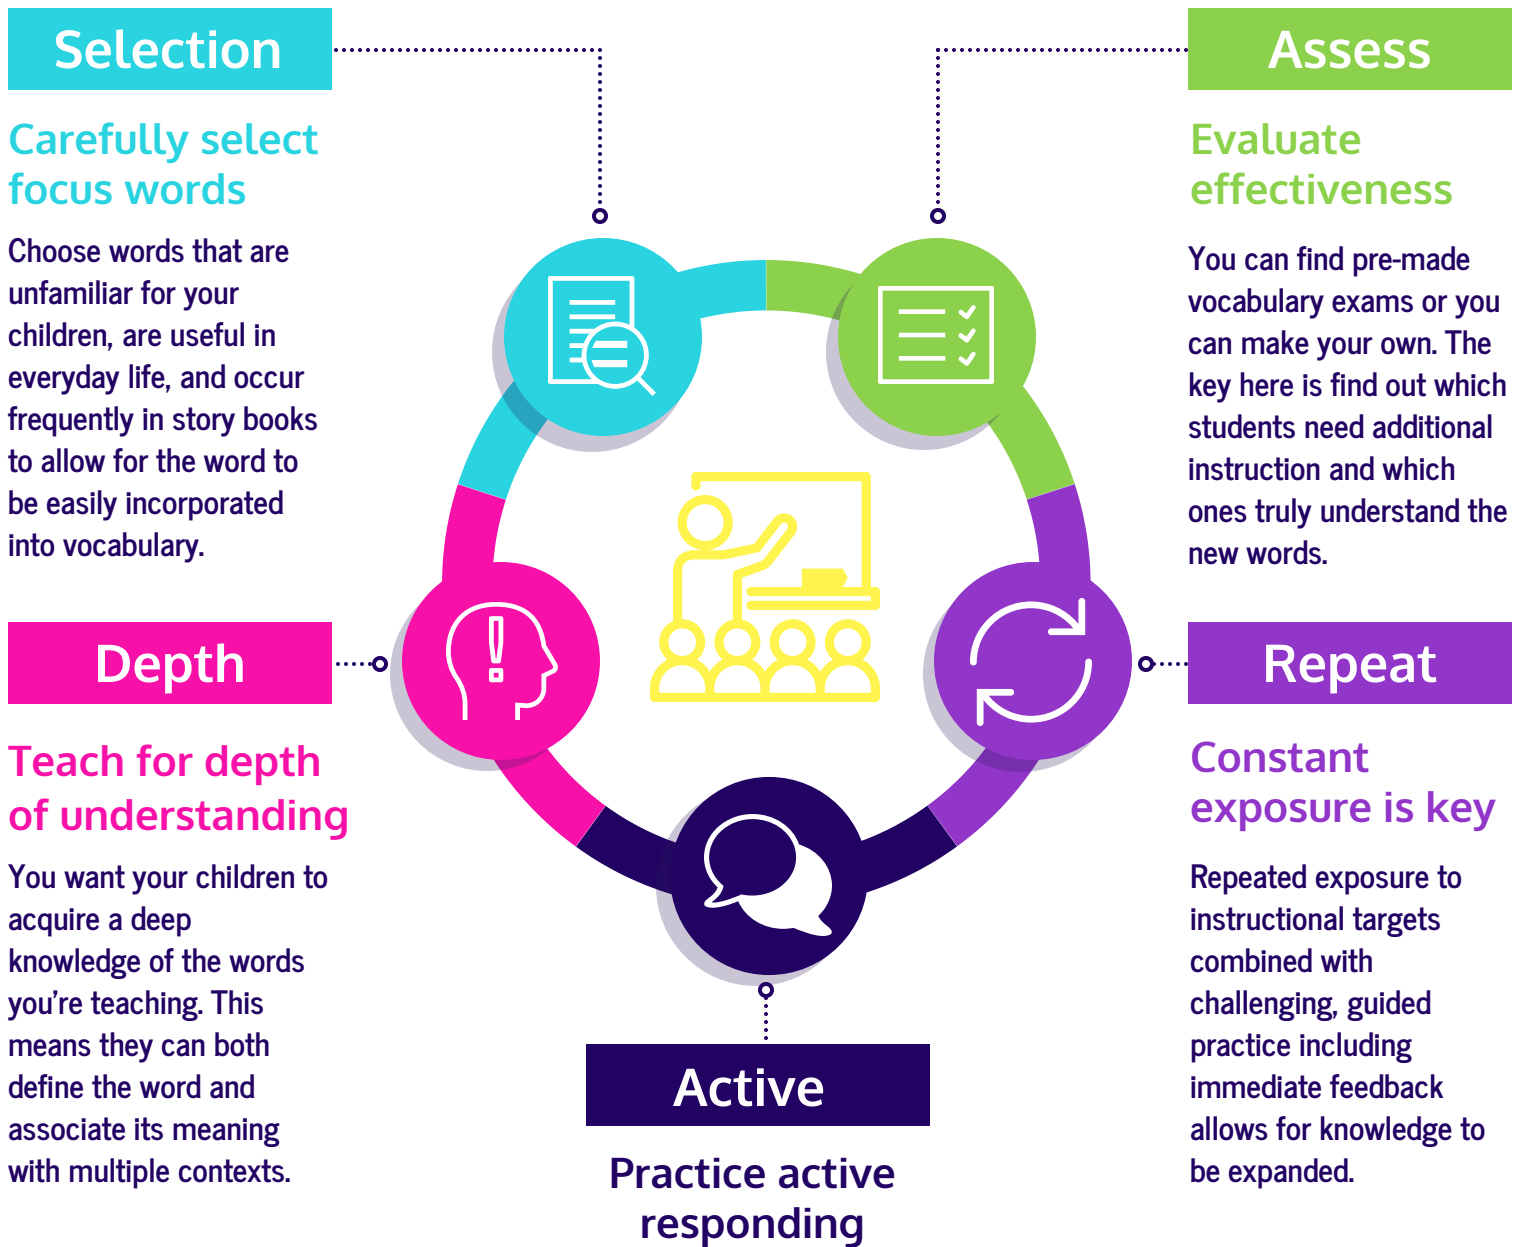 Selection
Carefully select
focus words
Choose words that are
unfamiliar for your
children, are useful in
everyday life, and occur
frequently in story books
to allow for the word to
be easily incorporated
into vocabulary.
Depth
Teach for depth
of understanding
You want your children to
acquire a deep
knowledge of the words
you're teaching. This
means they can both
define the word and
associate its meaning
with multiple contexts.
Active
Practice active
responding
Assess
Evaluate
effectiveness
You can find pre-made
vocabulary exams or you
can make your own. The
key here is find out which
students need additional
instruction and which
ones truly understand the
new words.
Repeat
Constant
exposure is key
Repeated exposure to
instructional targets
combined with
challenging, guided
practice including
immediate feedback
allows for knowledge to
be expanded.